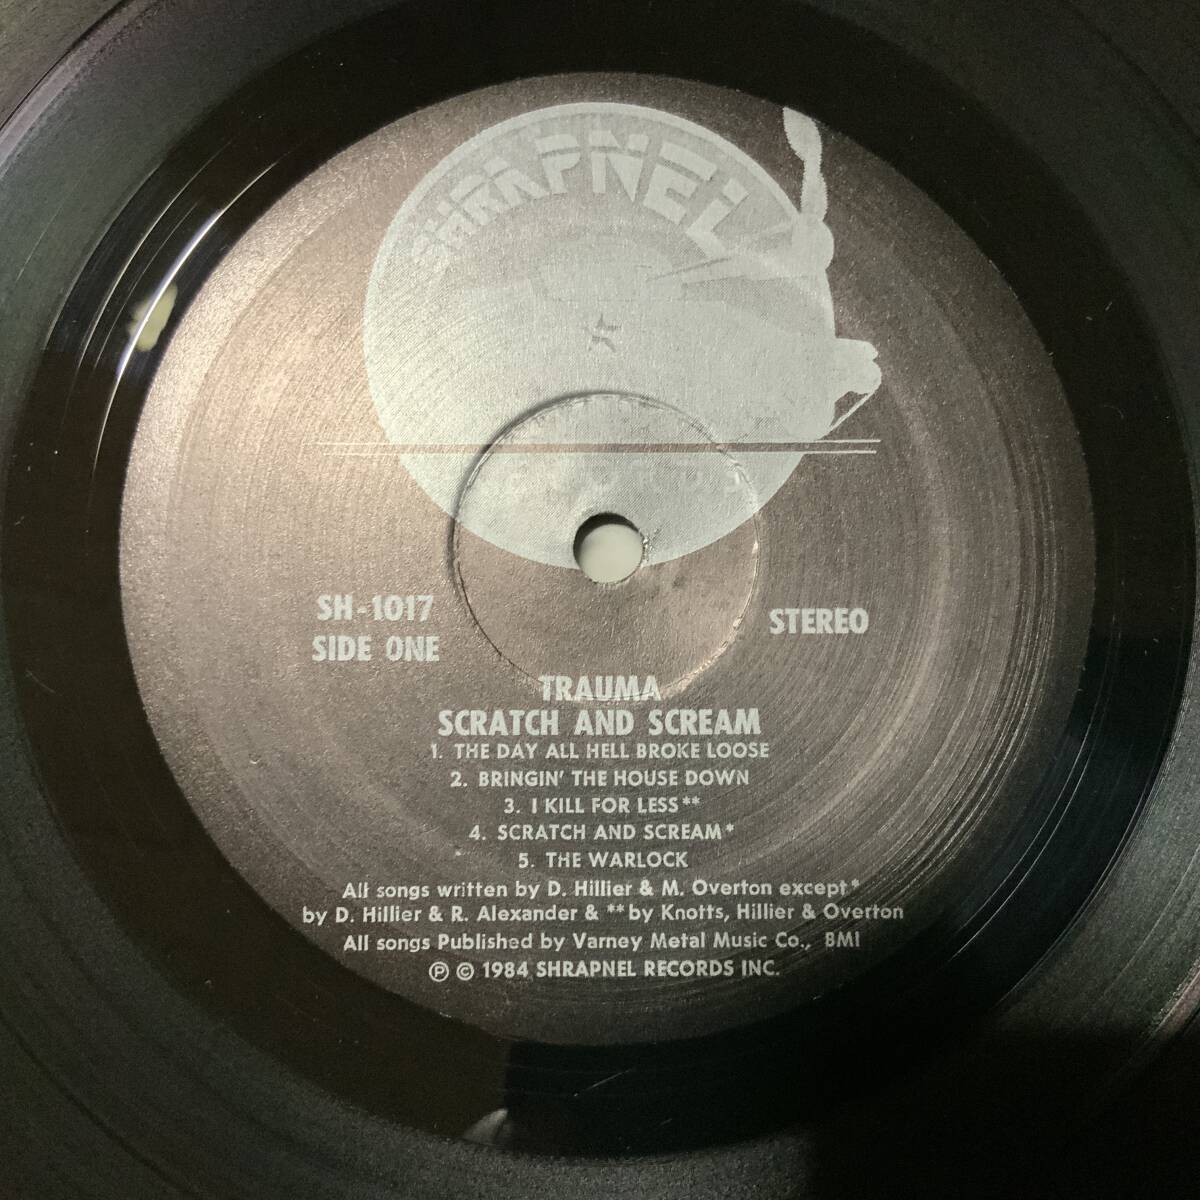 SHRAPNEL
SH-1017
SIDE ONE
STEREO
TRAUMA
SCRATCH AND SCREAM
1. THE DAY ALL HELL BROKE LOOSE
2. BRINGIN' THE HOUSE DOWN
3. I KILL FOR LESS**
4. SCRATCH AND SCREAM*
5. THE WARLOCK
All songs written by D. Hillier & M. Overton except*
by D. Hillier & R. Alexander & **by Knotts, Hillier & Overton
All songs Published by Varney Metal Music Co., BMI
℗ © 1984 SHRAPNEL RECORDS INC.